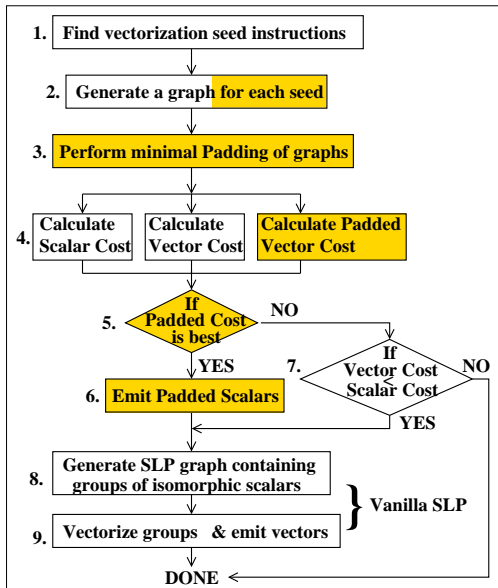 1. Find vectorization seed instructions
2. Generate a graph for each seed
3. Perform minimal Padding of graphs
4.
Calculate
Scalar Cost
Calculate
Vector Cost
Calculate Padded
Vector Cost
5.
If
Padded Cost
is best
NO
YES
6. Emit Padded Scalars
7.
If
Vector Cost
<
Scalar Cost
NO
YES
8. Generate SLP graph containing
groups of isomorphic scalars
9. Vectorize groups & emit vectors
} Vanilla SLP
DONE